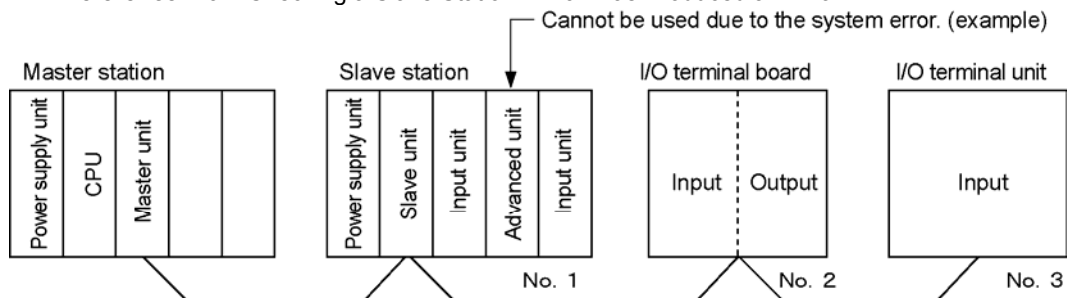 Cannot be used due to the system error. (example)
Master station
Slave station
I/O terminal board
I/O terminal unit
Power supply unit
CPU
Master unit
Power supply unit
Slave unit
Input unit
Advanced unit
Input unit
Input
Output
Input
No. 1
No. 2
No. 3